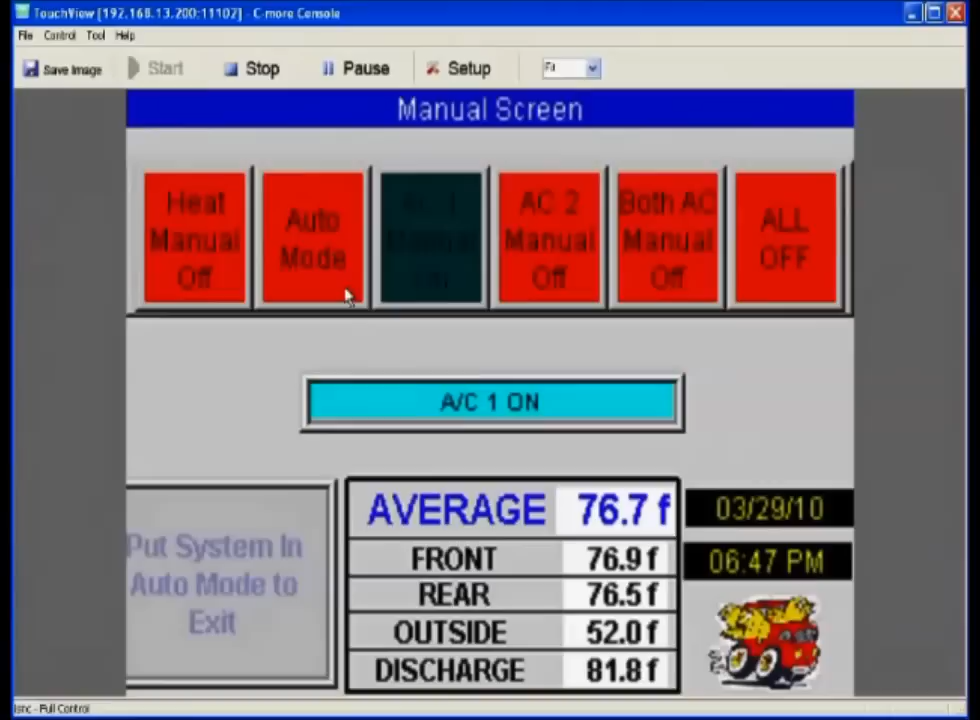 TouchView [192.168.13.200:11102] - C-more Console
File Control Tool Help
Save Image Start Stop Pause Setup Fit
Manual Screen
Heat
Manual
Off
Auto
Mode
Manual
AC 2
Manual
Off
Both AC
Manual
Off
ALL
OFF
A/C 1 ON
Put System In
Auto Mode to
Exit
AVERAGE 76.7 f
FRONT 76.9 f
REAR 76.5 f
OUTSIDE 52.0 f
DISCHARGE 81.8 f
03/29/10
06:47 PM
- Full Control